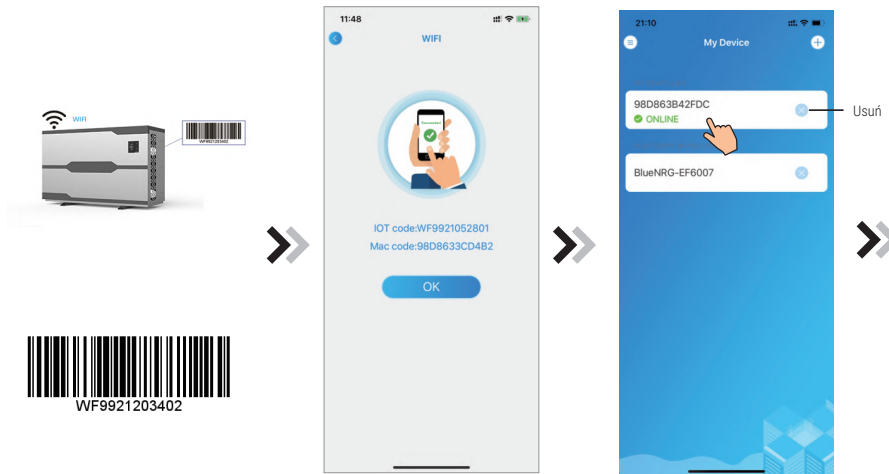 WIFI
WF9921203402
WF9921203402
11:48
WIFI
IOT code:WF9921052801
Mac code:98D8633CD4B2
OK
21:10
My Device
98D863B42FDC
ONLINE
Usuń
BlueNRG-EF6007